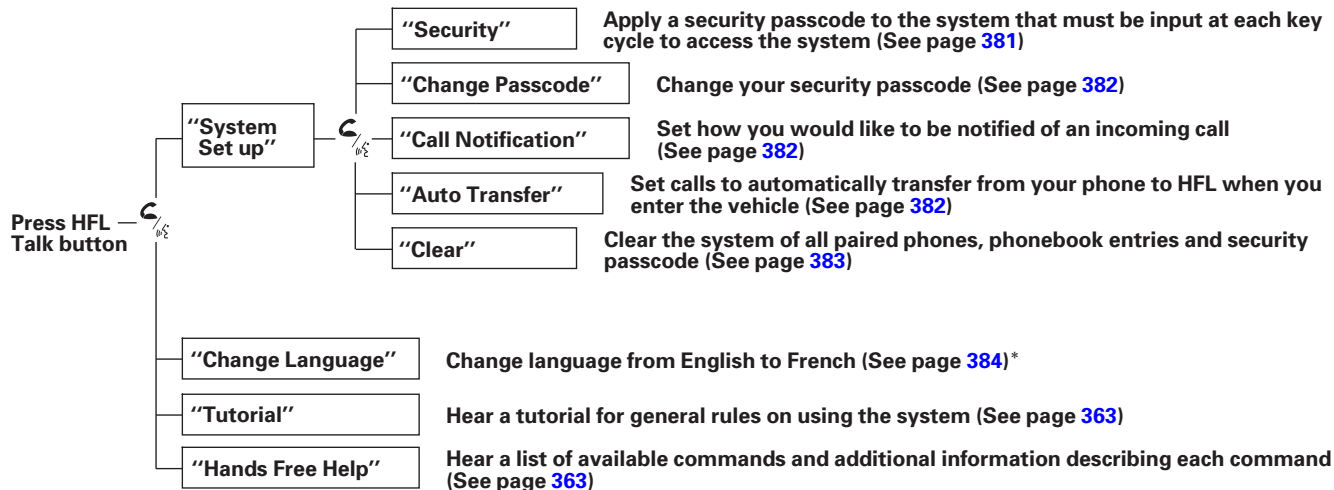 "Security"
Apply a security passcode to the system that must be input at each key
cycle to access the system (See page 381)
"Change Passcode"
Change your security passcode (See page 382)
"System
Set up"
"Call Notification"
Set how you would like to be notified of an incoming call
(See page 382)
"Auto Transfer"
Set calls to automatically transfer from your phone to HFL when you
enter the vehicle (See page 382)
Press HFL
Talk button
"Clear"
Clear the system of all paired phones, phonebook entries and security
passcode (See page 383)
"Change Language"
Change language from English to French (See page 384)*
"Tutorial"
Hear a tutorial for general rules on using the system (See page 363)
"Hands Free Help"
Hear a list of available commands and additional information describing each command
(See page 363)